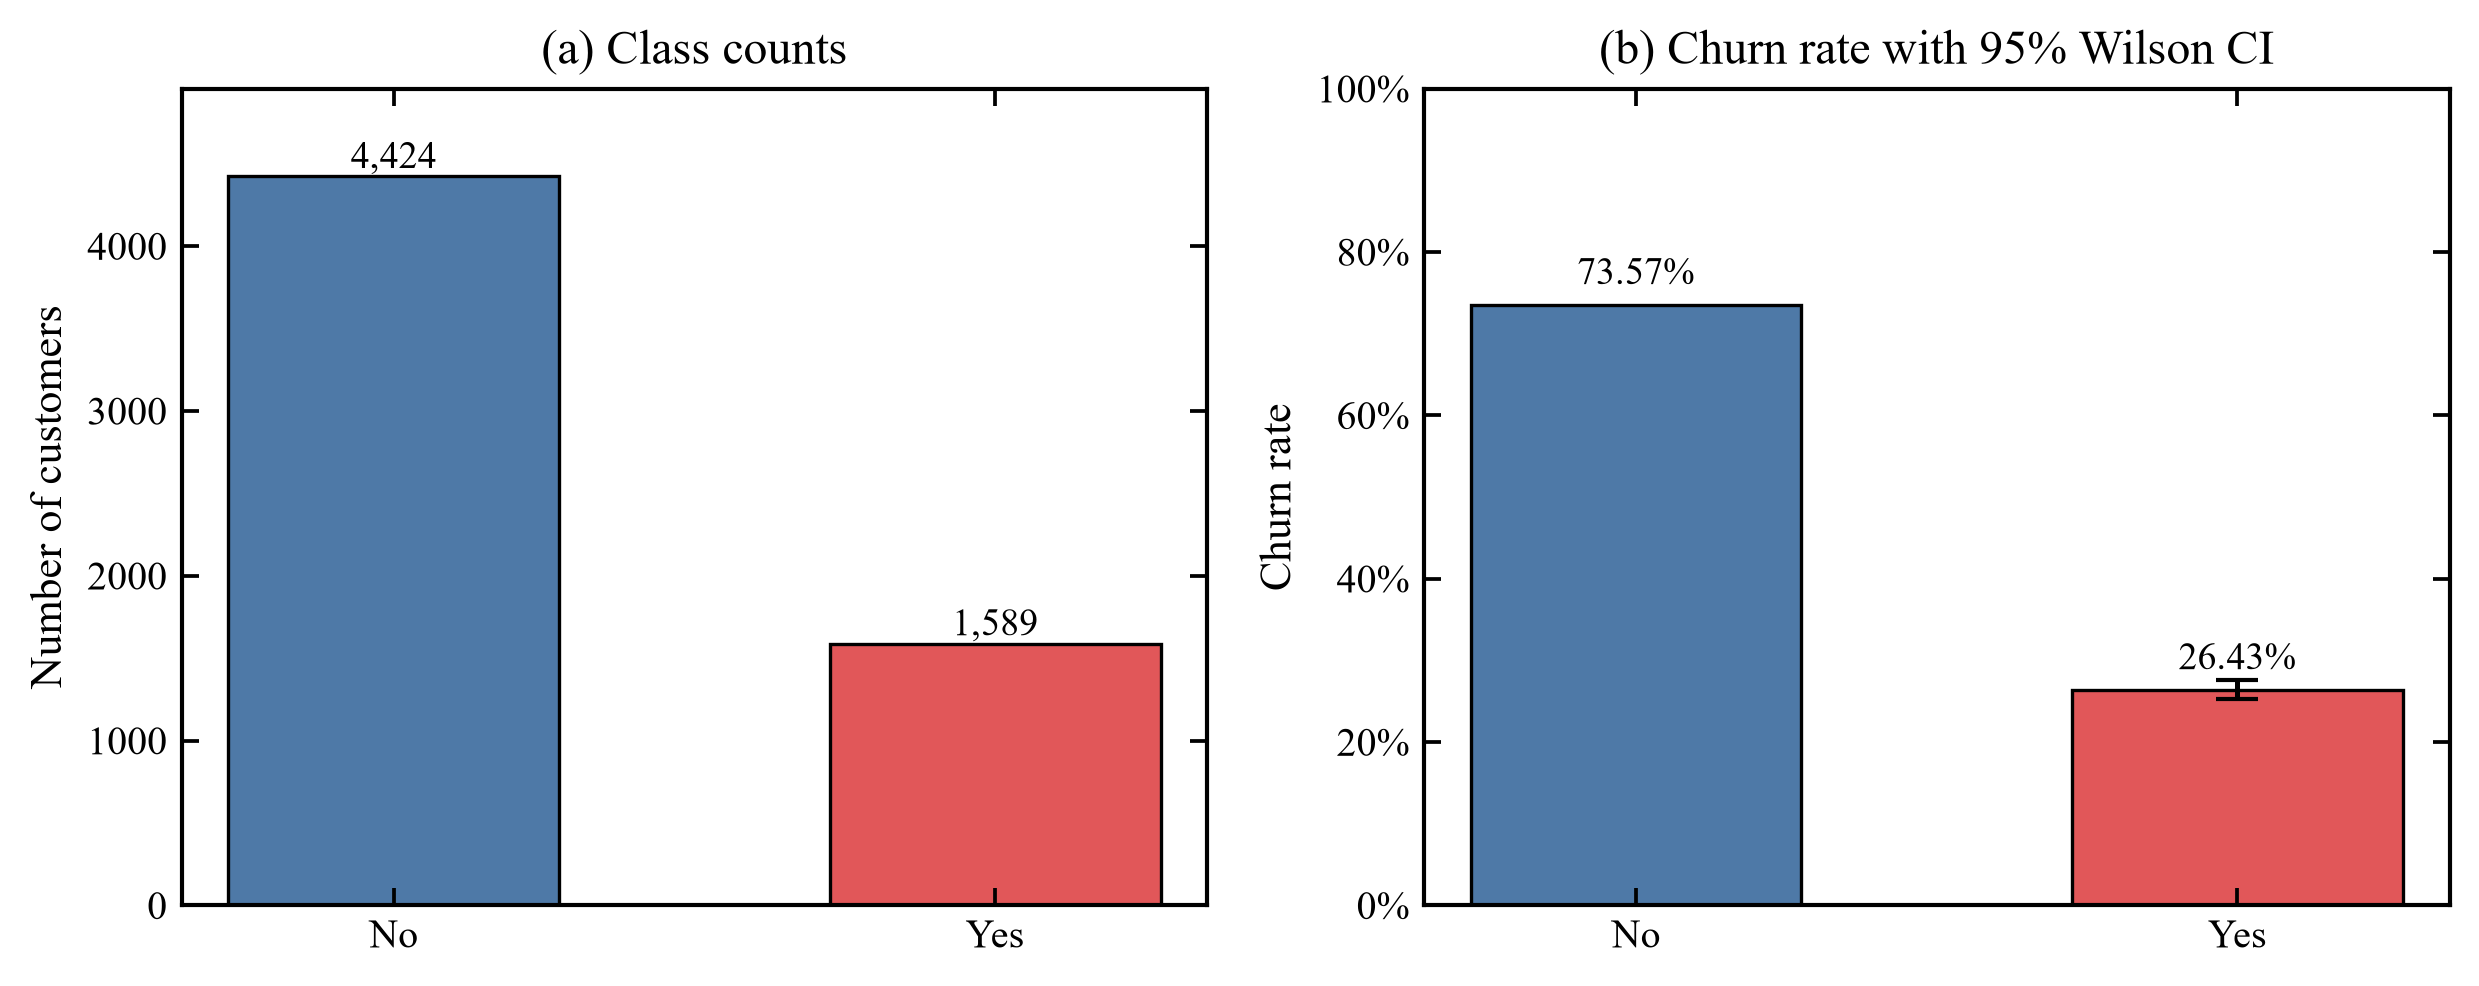 (a) Class counts
Number of customers
4000
3000
2000
1000
0
4,424
1,589
No
Yes
(b) Churn rate with 95% Wilson CI
Churn rate
100%
80%
60%
40%
20%
0%
73.57%
26.43%
No
Yes